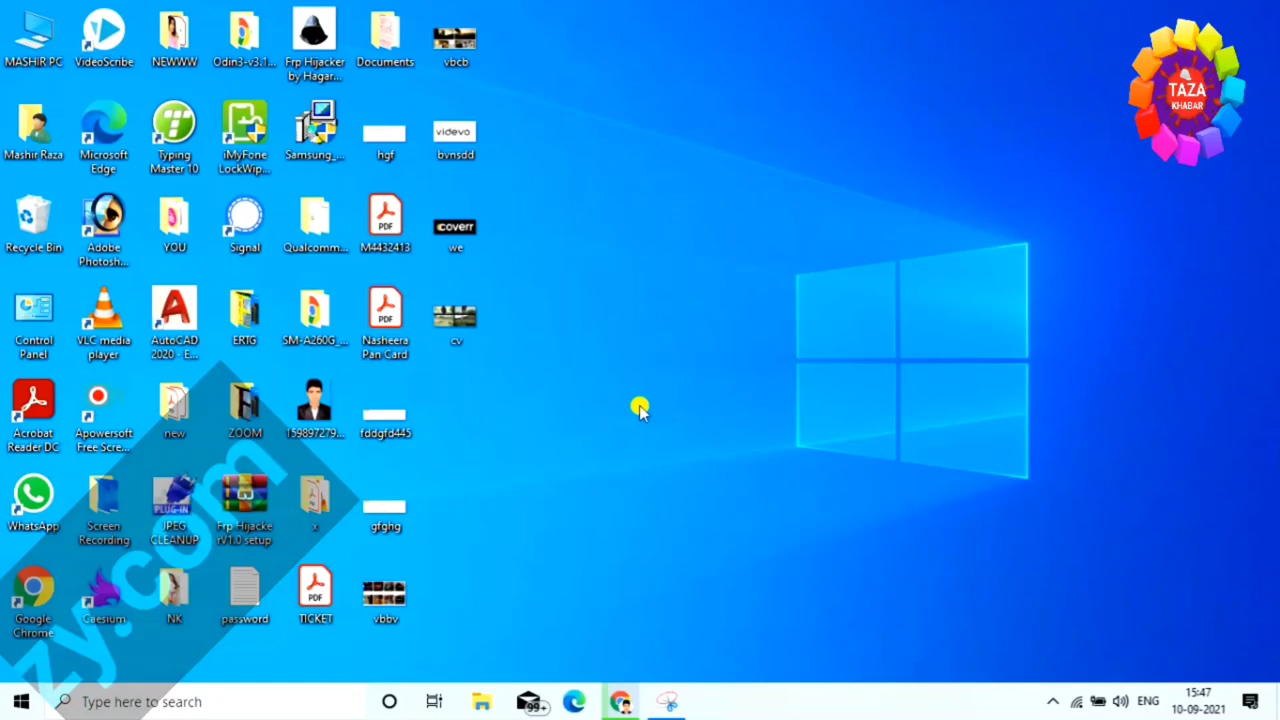 MASHIR PC
VideoScribe
NEWWW
Odin3-v3.1...
Frp Hijacker
by Hagar...
Documents
vbcb
TAZA
KHABAR
Mashir Raza
Microsoft
Edge
Typing
Master 10
iMyFone
LockWip...
Samsung_...
hgf
videvo
bvnsdd
Recycle Bin
Adobe
Photosh...
YOU
Signal
Qualcomm...
PDF
M4432413
coverr
we
Control
Panel
VLC media
player
AutoCAD
2020 - E...
ERTG
SM-A260G_...
PDF
Nasheera
Pan Card
cv
Acrobat
Reader DC
Apowersoft
Free Scre...
new
ZOOM
159897279...
fddgfd445
WhatsApp
Screen
Recording
PLUG-IN
JPEG
CLEANUP
Frp Hijacke
rV1.0 setup
x
gfghg
Google
Chrome
Caesium
NK
password
PDF
TICKET
vbbv
zy.com
Type here to search
99+
ENG
15:47
10-09-2021